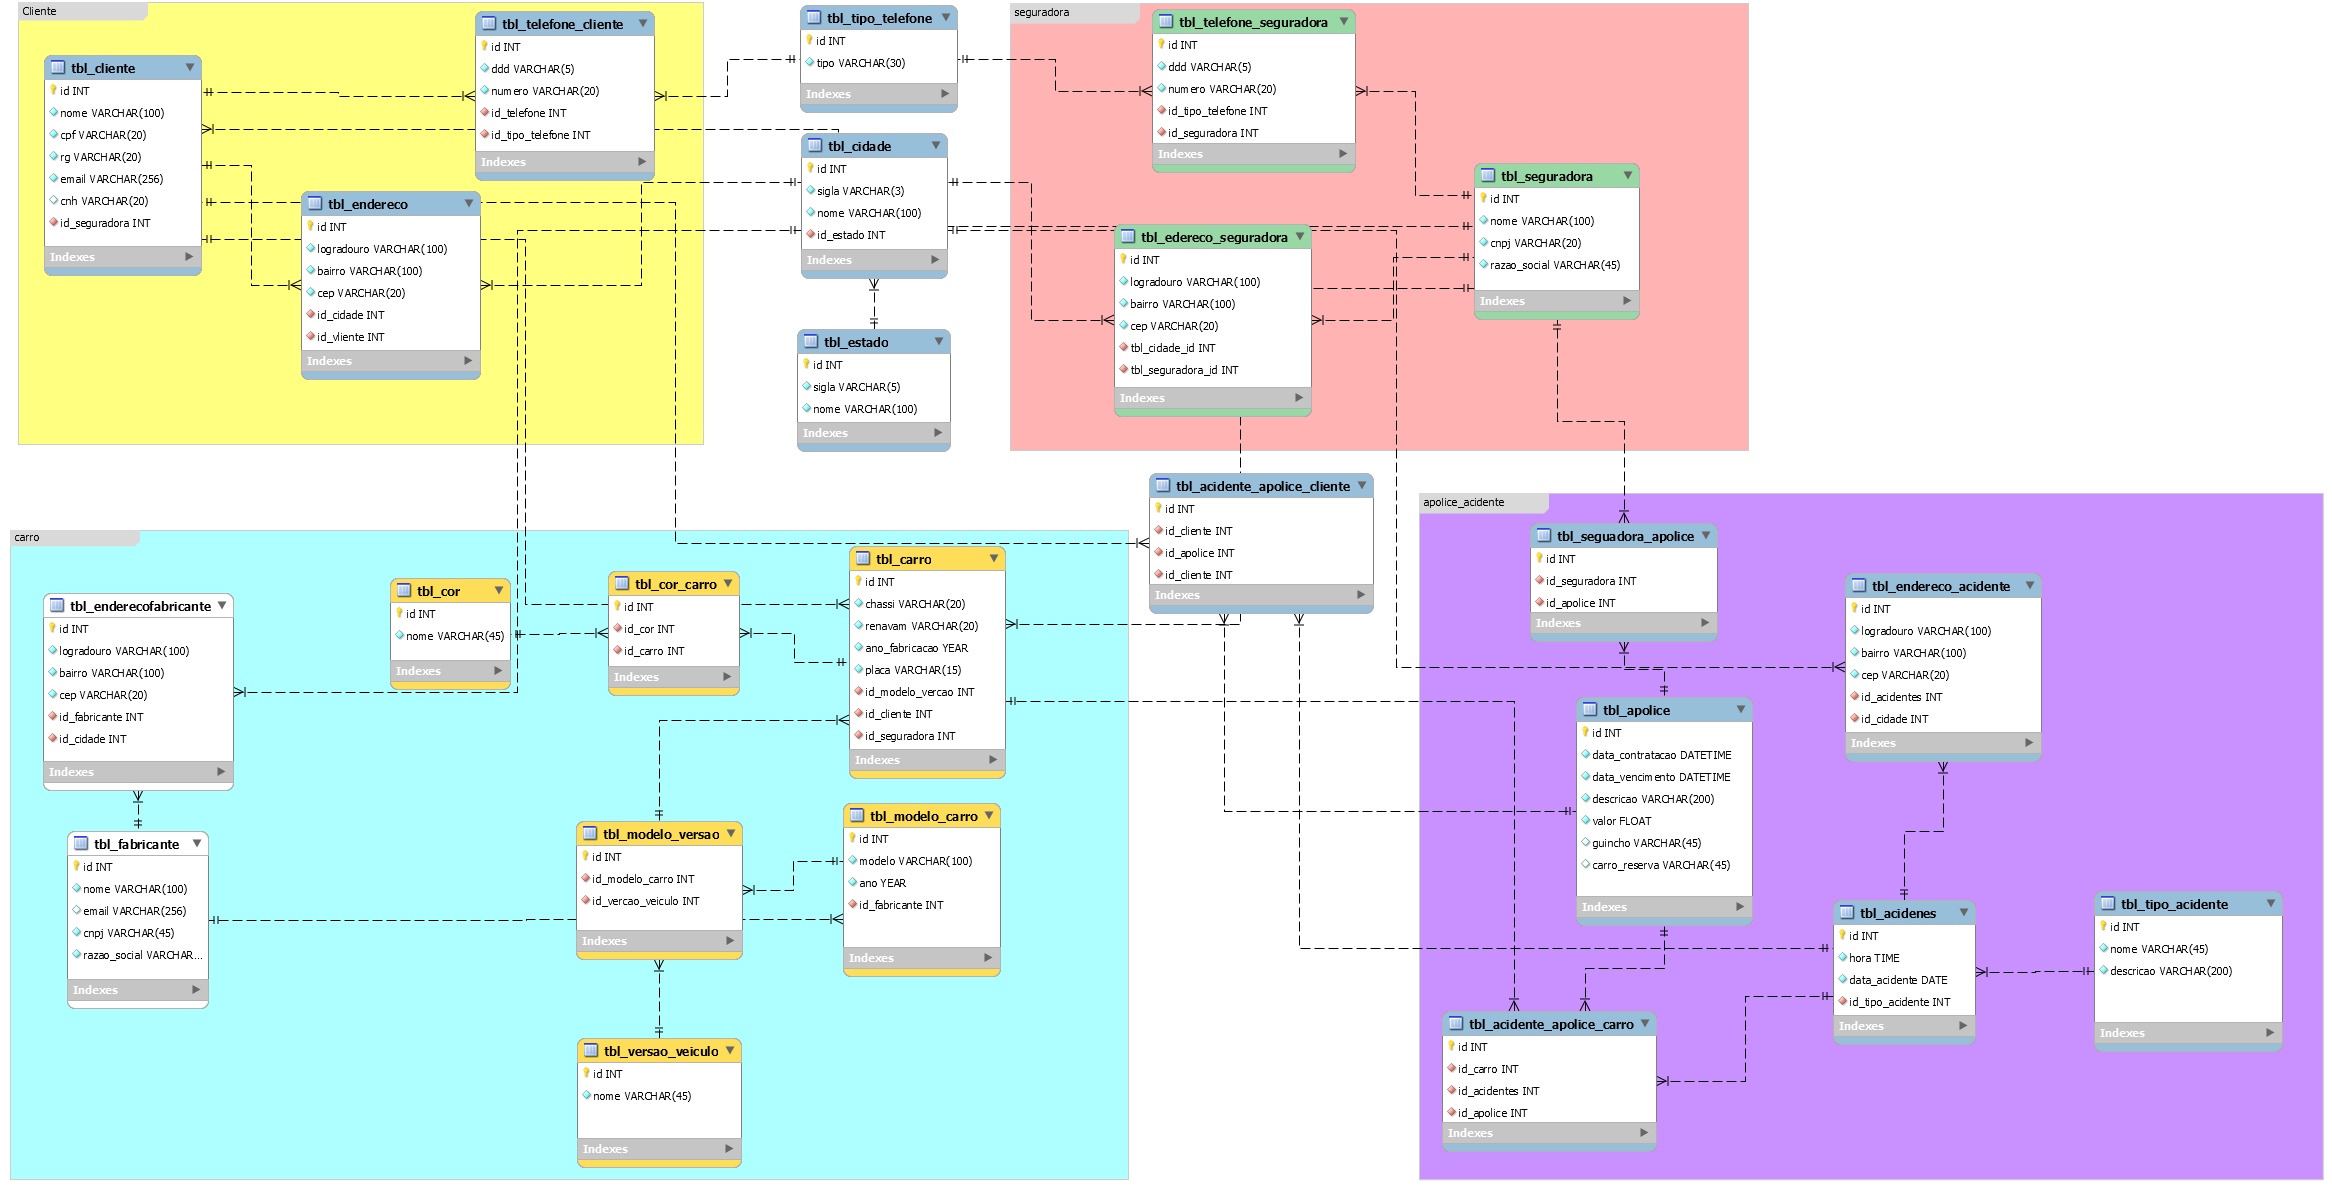 Cliente
tbl_cliente
id INT
nome VARCHAR(100)
cpf VARCHAR(20)
rg VARCHAR(20)
email VARCHAR(256)
cnh VARCHAR(20)
id_seguradora INT
Indexes
tbl_telefone_cliente
id INT
ddd VARCHAR(5)
numero VARCHAR(20)
id_telefone INT
id_tipo_telefone INT
Indexes
tbl_endereco
id INT
logradouro VARCHAR(100)
bairro VARCHAR(100)
cep VARCHAR(20)
id_cidade INT
id_vliente INT
Indexes
tbl_tipo_telefone
id INT
tipo VARCHAR(30)
Indexes
tbl_cidade
id INT
sigla VARCHAR(3)
nome VARCHAR(100)
id_estado INT
Indexes
tbl_estado
id INT
sigla VARCHAR(5)
nome VARCHAR(100)
Indexes
seguradora
tbl_telefone_seguradora
id INT
ddd VARCHAR(5)
numero VARCHAR(20)
id_tipo_telefone INT
id_seguradora INT
Indexes
tbl_seguradora
id INT
nome VARCHAR(100)
cnpj VARCHAR(20)
razao_social VARCHAR(45)
Indexes
tbl_edereco_seguradora
id INT
logradouro VARCHAR(100)
bairro VARCHAR(100)
cep VARCHAR(20)
tbl_cidade_id INT
tbl_seguradora_id INT
Indexes
tbl_acidente_apolice_cliente
id INT
id_cliente INT
id_apolice INT
id_cliente INT
Indexes
carro
tbl_enderecofabricante
id INT
logradouro VARCHAR(100)
bairro VARCHAR(100)
cep VARCHAR(20)
id_fabricante INT
id_cidade INT
Indexes
tbl_cor
id INT
nome VARCHAR(45)
Indexes
tbl_cor_carro
id INT
id_cor INT
id_carro INT
Indexes
tbl_carro
id INT
chassi VARCHAR(20)
renavam VARCHAR(20)
ano_fabricacao YEAR
placa VARCHAR(15)
id_modelo_vercao INT
id_cliente INT
id_seguradora INT
Indexes
tbl_fabricante
id INT
nome VARCHAR(100)
email VARCHAR(256)
cnpj VARCHAR(45)
razao_social VARCHAR...
Indexes
tbl_modelo_versao
id INT
id_modelo_carro INT
id_vercao_veiculo INT
Indexes
tbl_modelo_carro
id INT
modelo VARCHAR(100)
ano YEAR
id_fabricante INT
Indexes
tbl_versao_veiculo
id INT
nome VARCHAR(45)
Indexes
apolice_acidente
tbl_seguadora_apolice
id INT
id_seguradora INT
id_apolice INT
Indexes
tbl_endereco_acidente
id INT
logradouro VARCHAR(100)
bairro VARCHAR(100)
cep VARCHAR(20)
id_acidentes INT
id_cidade INT
Indexes
tbl_apolice
id INT
data_contratacao DATETIME
data_vencimento DATETIME
descricao VARCHAR(200)
valor FLOAT
guincho VARCHAR(45)
carro_reserva VARCHAR(45)
Indexes
tbl_acidenes
id INT
hora TIME
data_acidente DATE
id_tipo_acidente INT
Indexes
tbl_tipo_acidente
id INT
nome VARCHAR(45)
descricao VARCHAR(200)
Indexes
tbl_acidente_apolice_carro
id INT
id_carro INT
id_acidentes INT
id_apolice INT
Indexes